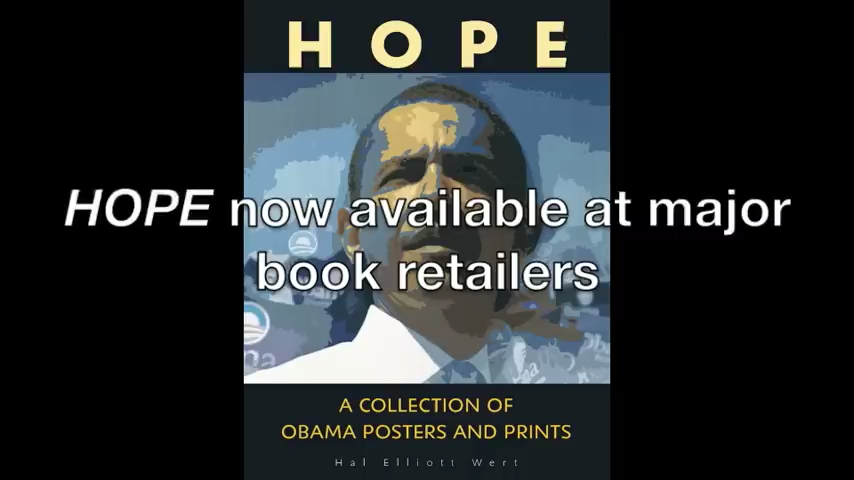 HOPE
HOPE now available at major
book retailers
A COLLECTION OF
OBAMA POSTERS AND PRINTS
Hal Elliott Wert